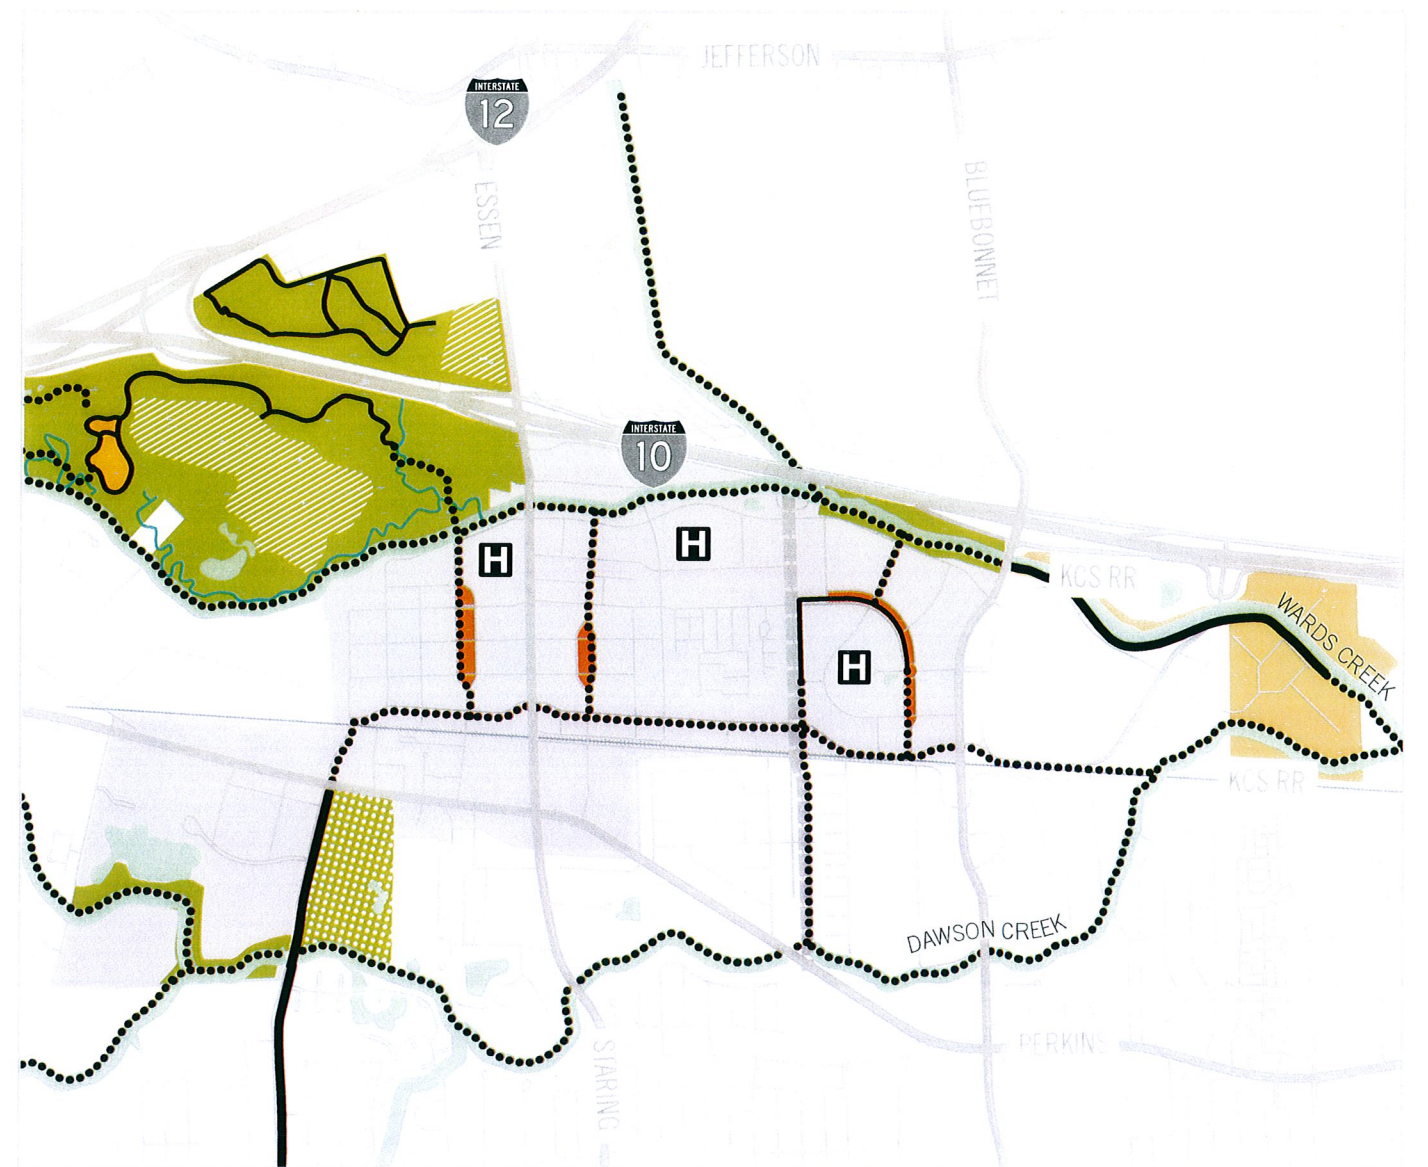 JEFFERSON
INTERSTATE
12
ESSEN
BLUEBONNET
INTERSTATE
10
H
H
H
KCS RR
WARDS CREEK
KCS RR
DAWSON CREEK
PERKINS
STARING